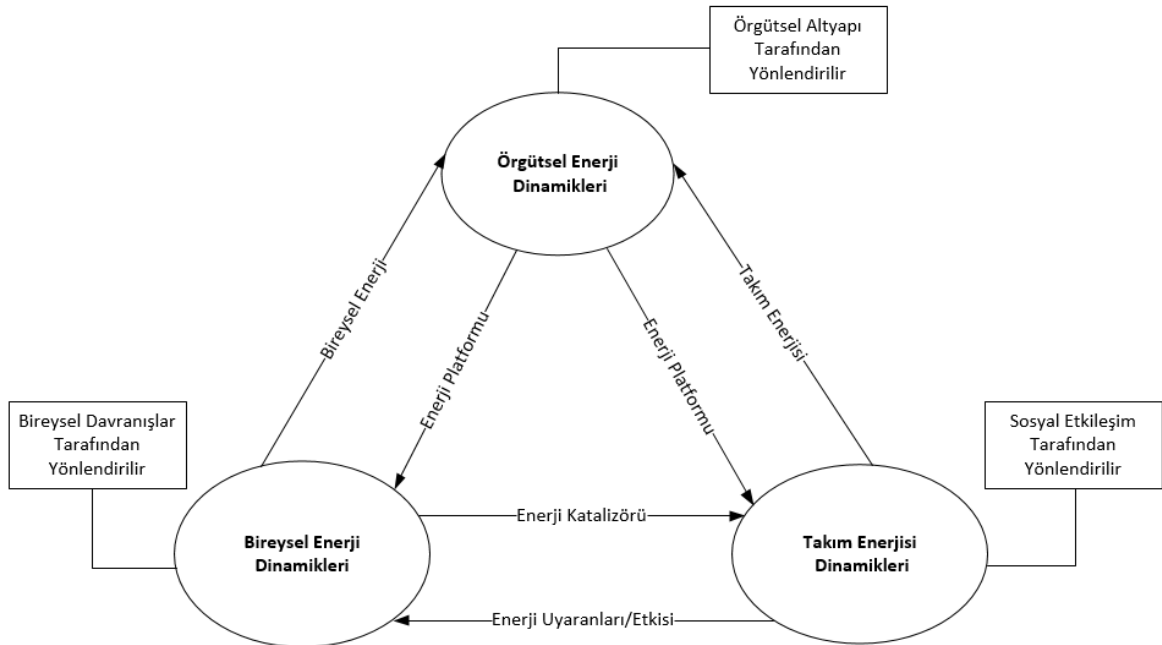 Örgütsel Altyapı
Tarafından
Yönlendirilir
Örgütsel Enerji
Dinamikleri
Bireysel Enerji
Enerji Platformu
Enerji Platformu
Takım Enerjisi
Bireysel Davranışlar
Tarafından
Yönlendirilir
Sosyal Etkileşim
Tarafından
Yönlendirilir
Enerji Katalizörü
Bireysel Enerji
Dinamikleri
Takım Enerjisi
Dinamikleri
Enerji Uyaranları/Etkisi